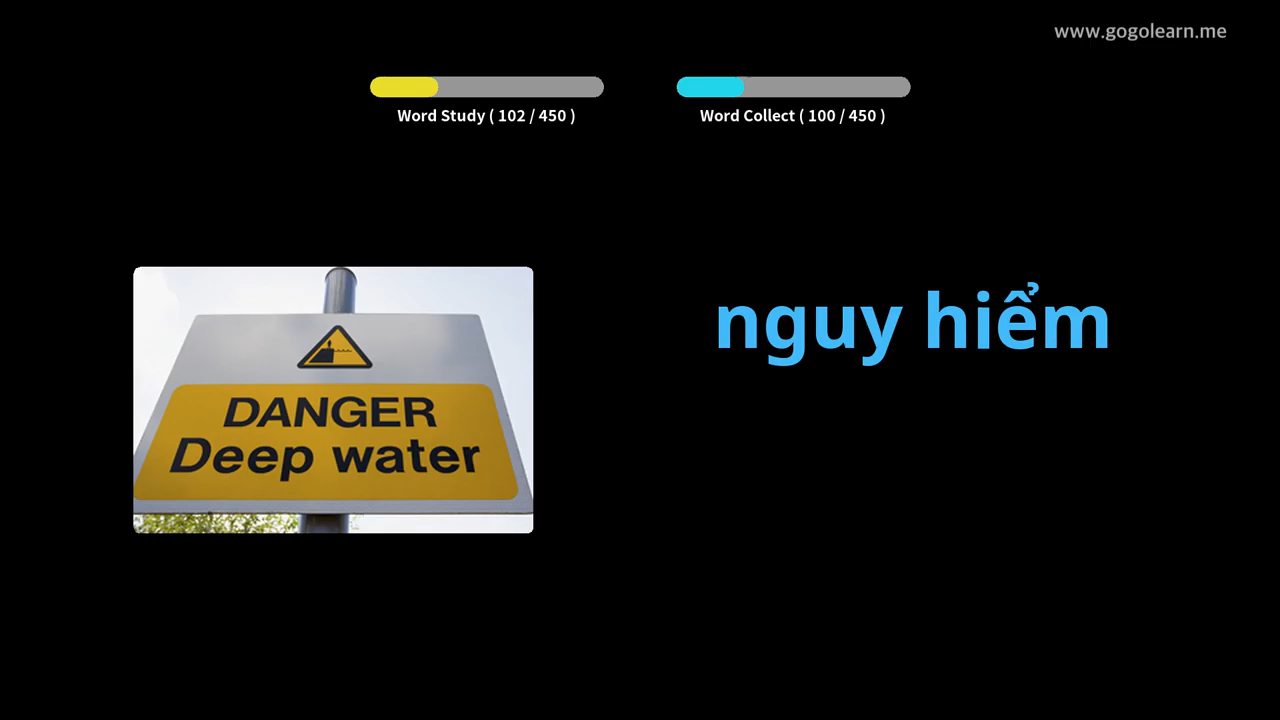 www.gogolearn.me
Word Study ( 102 / 450 )
Word Collect ( 100 / 450 )
nguy hiểm
DANGER
Deep water